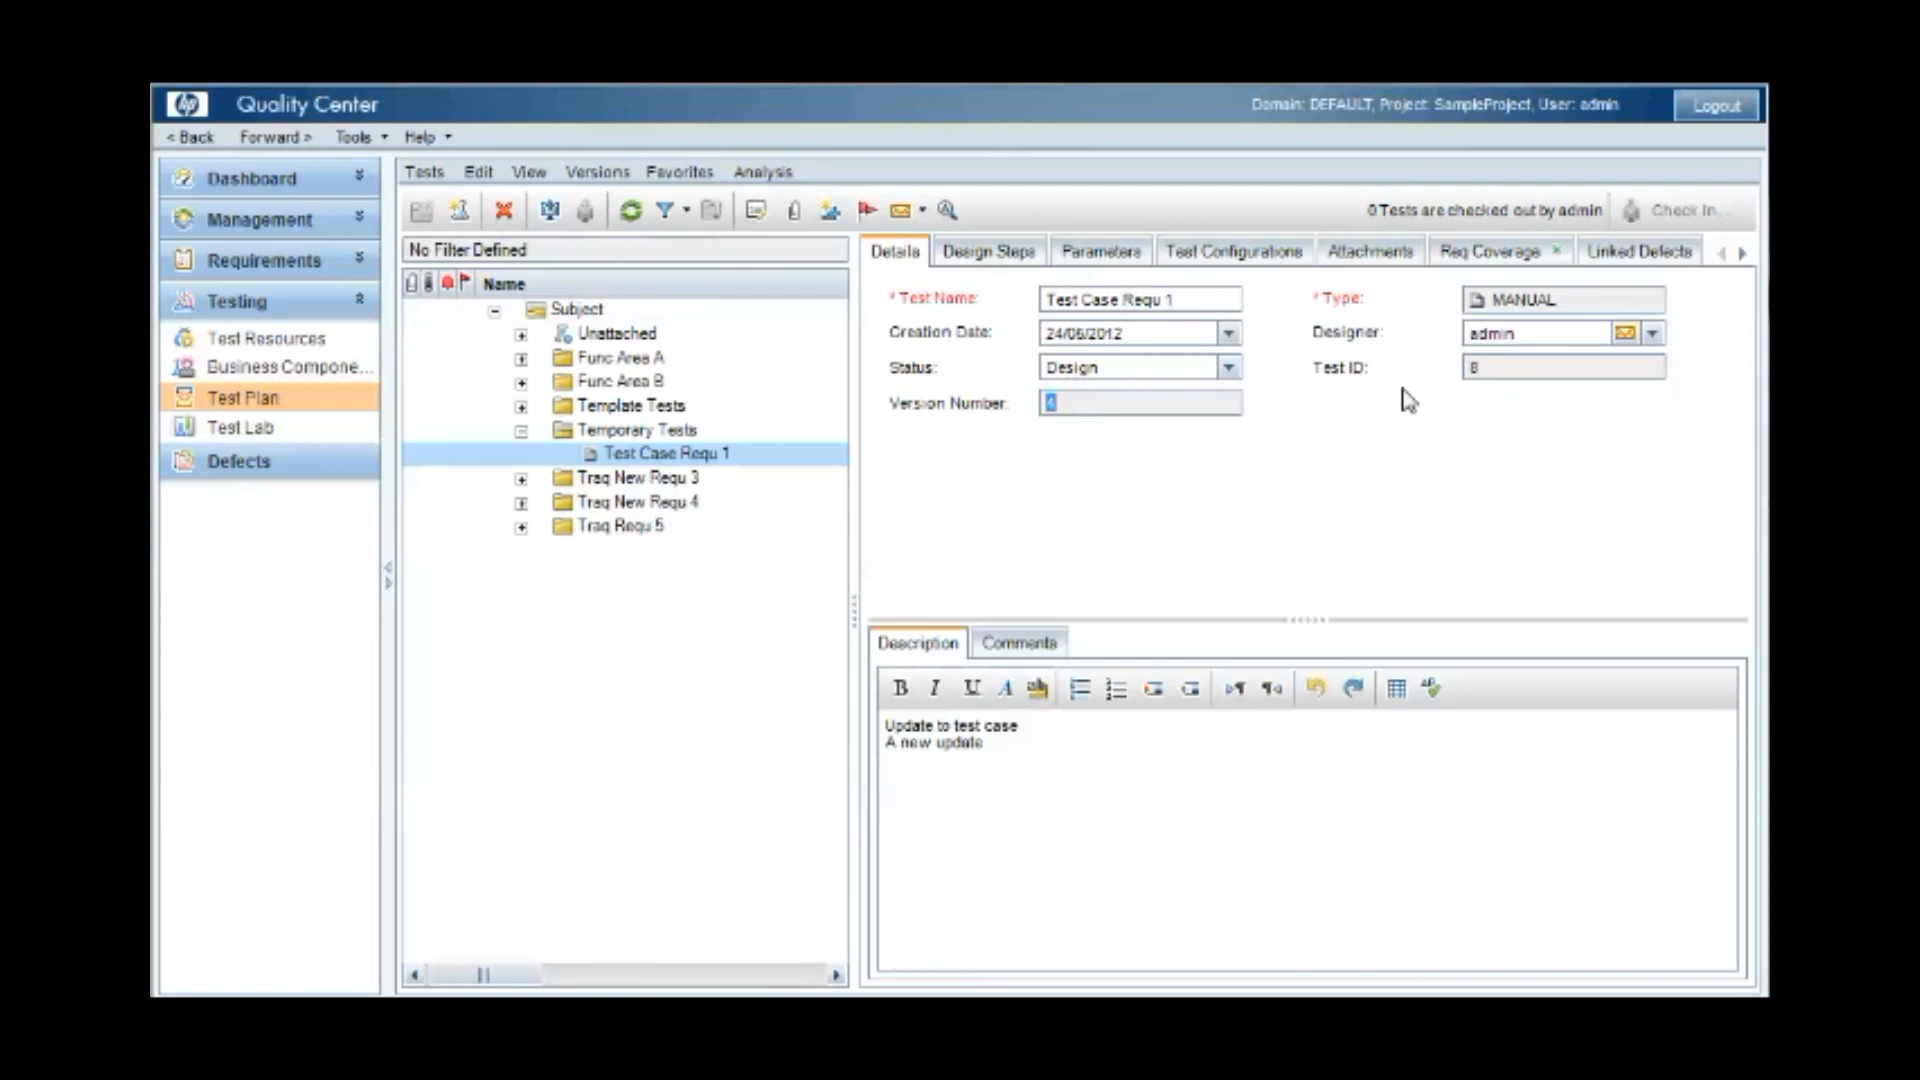 hp Quality Center
Domain: DEFAULT, Project: SampleProject, User: admin
Logout
< Back Forward > Tools Help
Dashboard
Management
Requirements
Testing
Test Resources
Business Compone...
Test Plan
Test Lab
Defects
Tests Edit View Versions Favorites Analysis
0 Tests are checked out by admin
Check In...
No Filter Defined
Name
Subject
Unattached
Func Area A
Func Area B
Template Tests
Temporary Tests
Test Case Requ 1
Traq New Requ 3
Traq New Requ 4
Traq Requ 5
Details Design Steps Parameters Test Configurations Attachments Req Coverage Linked Defects
* Test Name: Test Case Requ 1
* Type: MANUAL
Creation Date: 24/05/2012
Designer: admin
Status: Design
Test ID:
Version Number: 4
Description Comments
B I U A ab
Update to test case
A new update